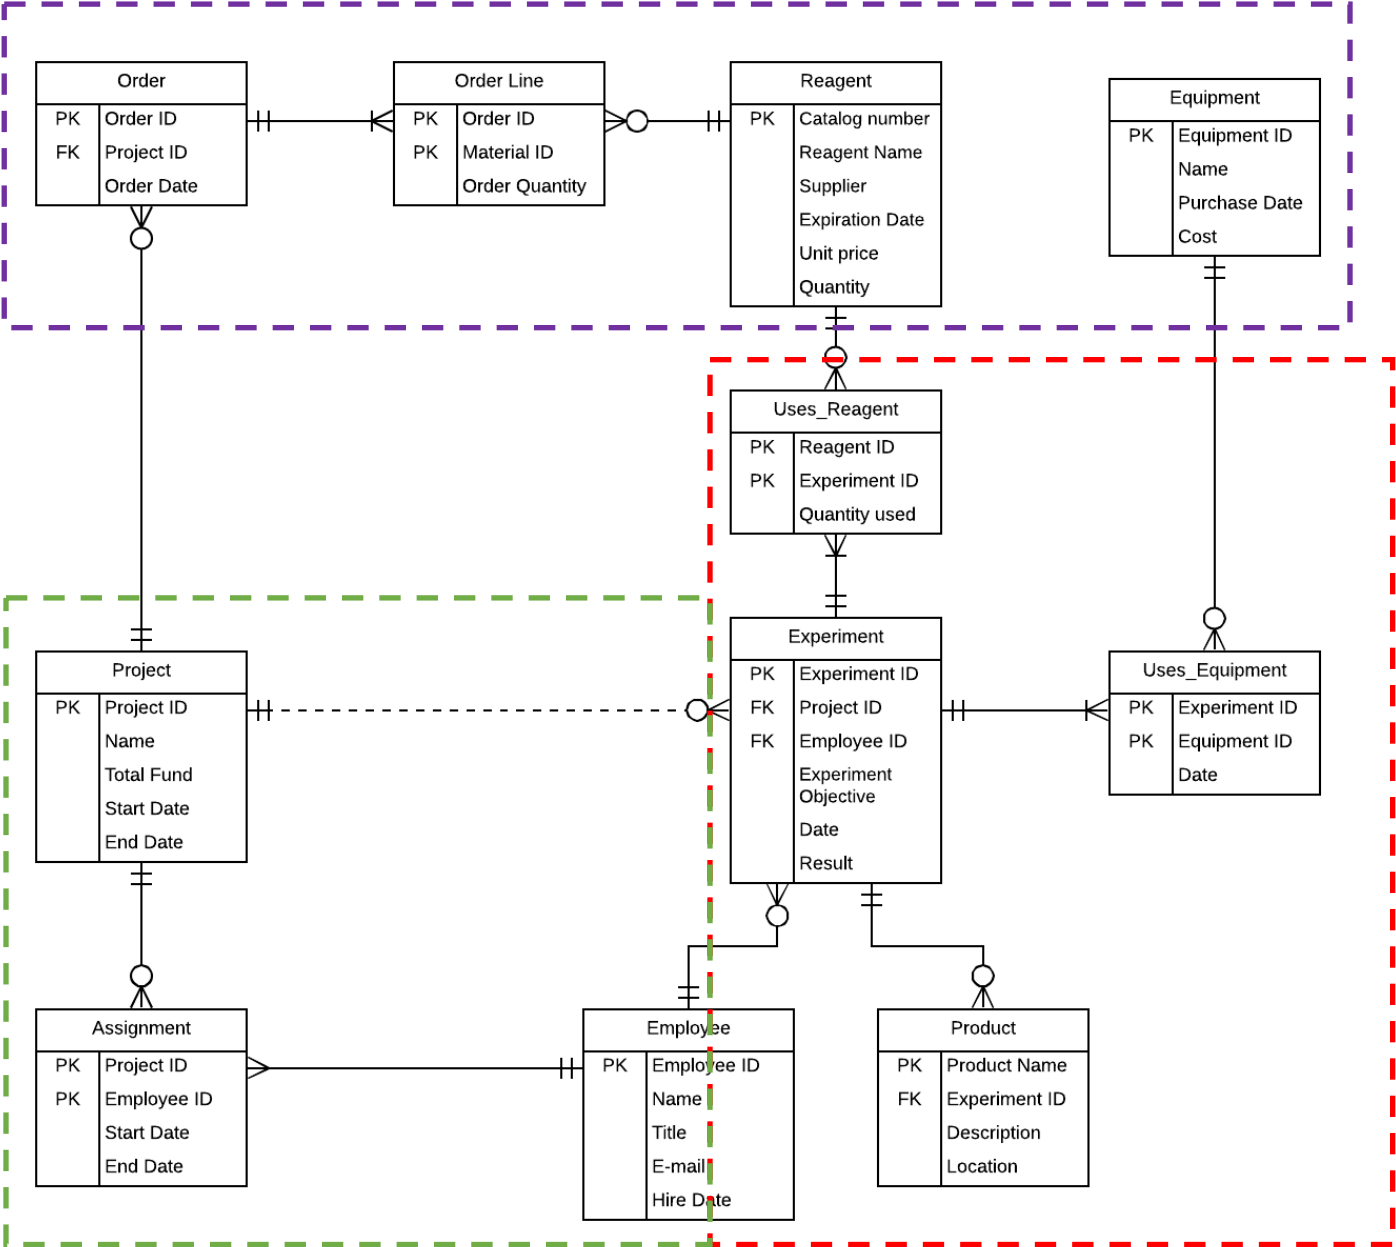 Order
PK Order ID
FK Project ID
Order Date
Order Line
PK Order ID
PK Material ID
Order Quantity
Reagent
PK Catalog number
Reagent Name
Supplier
Expiration Date
Unit price
Quantity
Equipment
PK Equipment ID
Name
Purchase Date
Cost
Uses_Reagent
PK Reagent ID
PK Experiment ID
Quantity used
Project
PK Project ID
Name
Total Fund
Start Date
End Date
Experiment
PK Experiment ID
FK Project ID
FK Employee ID
Experiment
Objective
Date
Result
Uses_Equipment
PK Experiment ID
PK Equipment ID
Date
Assignment
PK Project ID
PK Employee ID
Start Date
End Date
Employee
PK Employee ID
Name
Title
E-mail
Hire Date
Product
PK Product Name
FK Experiment ID
Description
Location